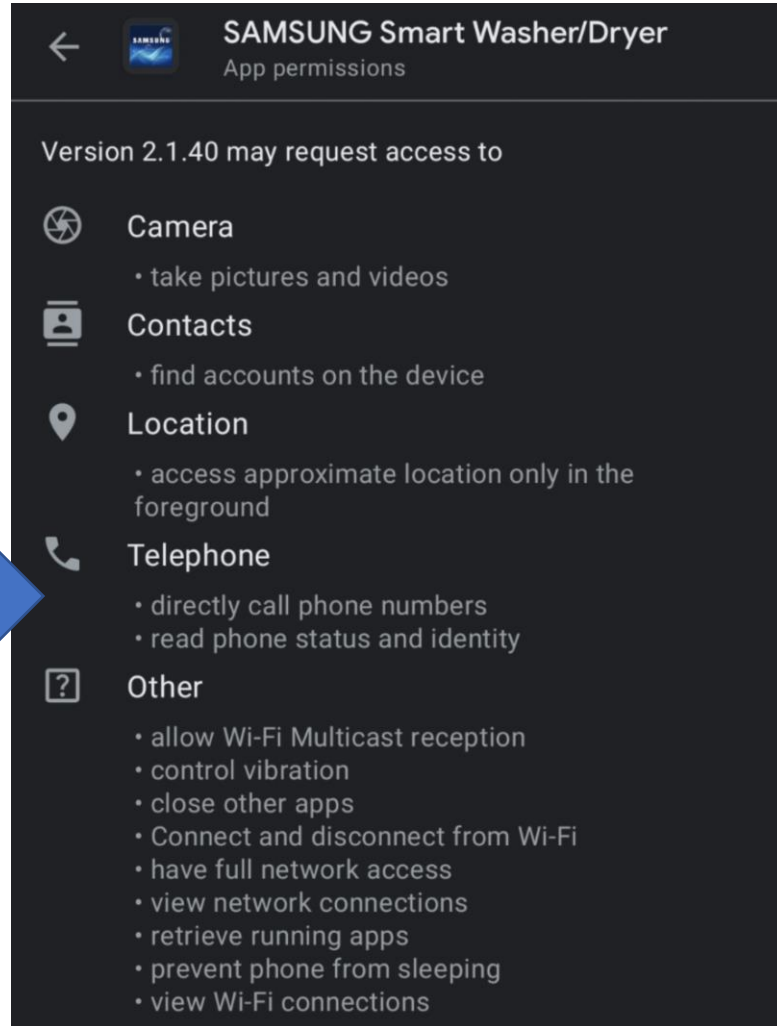 SAMSUNG
SAMSUNG Smart Washer/Dryer
App permissions
Version 2.1.40 may request access to
Camera
• take pictures and videos
Contacts
• find accounts on the device
Location
• access approximate location only in the
foreground
Telephone
• directly call phone numbers
• read phone status and identity
Other
• allow Wi-Fi Multicast reception
• control vibration
• close other apps
• Connect and disconnect from Wi-Fi
• have full network access
• view network connections
• retrieve running apps
• prevent phone from sleeping
• view Wi-Fi connections